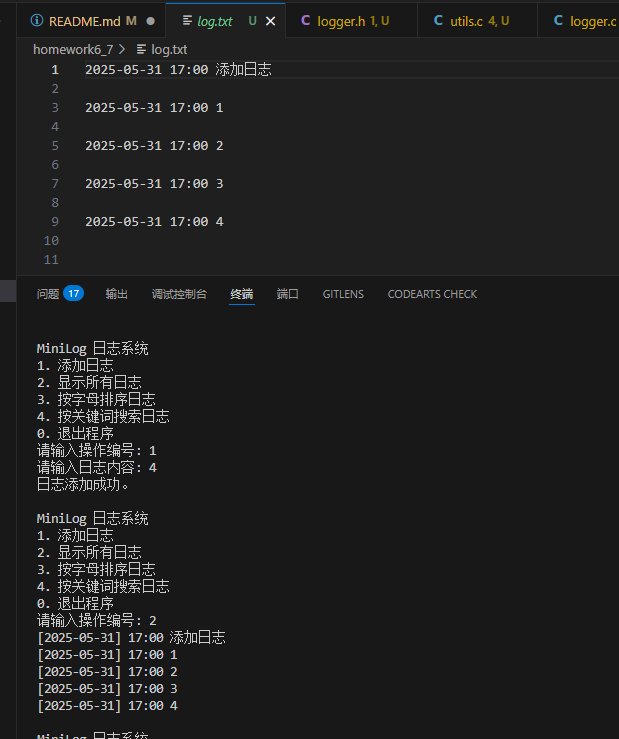 README.md M
log.txt U
logger.h 1, U
utils.c 4, U
logger.c
homework6_7 > log.txt
1 2025-05-31 17:00 添加日志
2
3 2025-05-31 17:00 1
4
5 2025-05-31 17:00 2
6
7 2025-05-31 17:00 3
8
9 2025-05-31 17:00 4
10
11
问题 17 输出 调试控制台 终端 端口 GITLENS CODEARTS CHECK
MiniLog 日志系统
1. 添加日志
2. 显示所有日志
3. 按字母排序日志
4. 按关键词搜索日志
0. 退出程序
请输入操作编号: 1
请输入日志内容: 4
日志添加成功。
MiniLog 日志系统
1. 添加日志
2. 显示所有日志
3. 按字母排序日志
4. 按关键词搜索日志
0. 退出程序
请输入操作编号: 2
[2025-05-31] 17:00 添加日志
[2025-05-31] 17:00 1
[2025-05-31] 17:00 2
[2025-05-31] 17:00 3
[2025-05-31] 17:00 4
MiniLog 日志系统